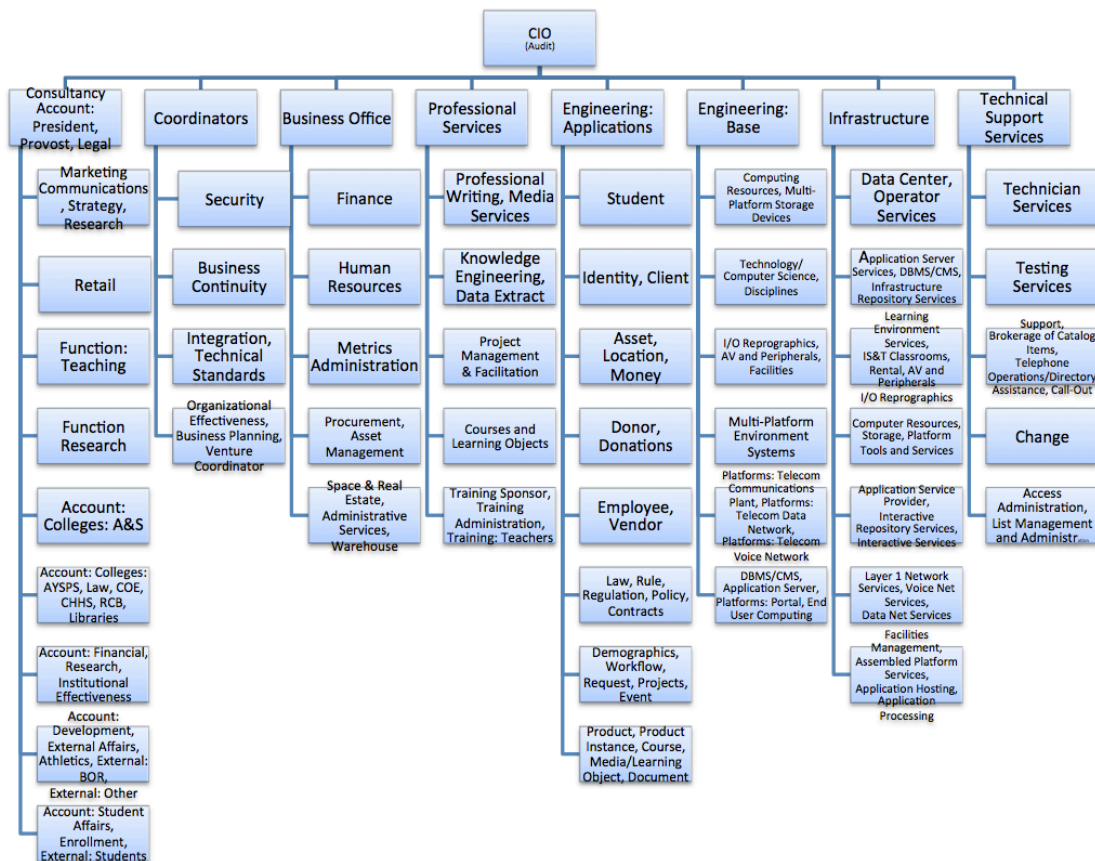 CIO
(Audit)
Consultancy
Account:
President,
Provost, Legal
Coordinators
Business Office
Professional
Services
Engineering:
Applications
Engineering:
Base
Infrastructure
Technical
Support
Services
Marketing
Communications
, Strategy,
Research
Retail
Function:
Teaching
Function
Research
Account:
Colleges: A&S
Account: Colleges:
AYSPS, Law, COE,
CHHS, RCB,
Libraries
Account: Financial,
Research,
Institutional
Effectiveness
Account:
Development,
External Affairs,
Athletics, External:
BOR,
External: Other
Account: Student
Affairs,
Enrollment,
External: Students
Security
Business
Continuity
Integration,
Technical
Standards
Organizational
Effectiveness,
Business Planning,
Venture
Coordinator
Finance
Human
Resources
Metrics
Administration
Procurement,
Asset
Management
Space & Real
Estate,
Administrative
Services,
Warehouse
Professional
Writing, Media
Services
Knowledge
Engineering,
Data Extract
Project
Management
& Facilitation
Courses and
Learning Objects
Training Sponsor,
Training
Administration,
Training: Teachers
Student
Identity, Client
Asset,
Location,
Money
Donor,
Donations
Employee,
Vendor
Law, Rule,
Regulation, Policy,
Contracts
Demographics,
Workflow,
Request, Projects,
Event
Product, Product
Instance, Course,
Media/Learning
Object, Document
Computing
Resources, Multi-
Platform Storage
Devices
Technology/
Computer Science,
Disciplines
I/O Reprographics,
AV and Peripherals,
Facilities
Multi-Platform
Environment
Systems
Platforms: Telecom
Communications
Plant, Platforms:
Telecom Data
Network,
Platforms: Telecom
Voice Network
DBMS/CMS,
Application Server,
Platforms: Portal, End
User Computing
Data Center,
Operator
Services
Application Server
Services, DBMS/CMS,
Infrastructure
Repository Services
Learning
Environment
Services,
IS&T Classrooms,
Rental, AV and
Peripherals
I/O Reprographics
Computer Resources,
Storage, Platform
Tools and Services
Application Service
Provider,
Interactive
Repository Services,
Interactive Services
Layer 1 Network
Services, Voice Net
Services,
Data Net Services
Facilities
Management,
Assembled Platform
Services,
Application Hosting,
Application
Processing
Technician
Services
Testing
Services
Support,
Brokerage of Catalog
Items,
Telephone
Operations/Directory
Assistance, Call-Out
Change
Access
Administration,
List Management
and Administration